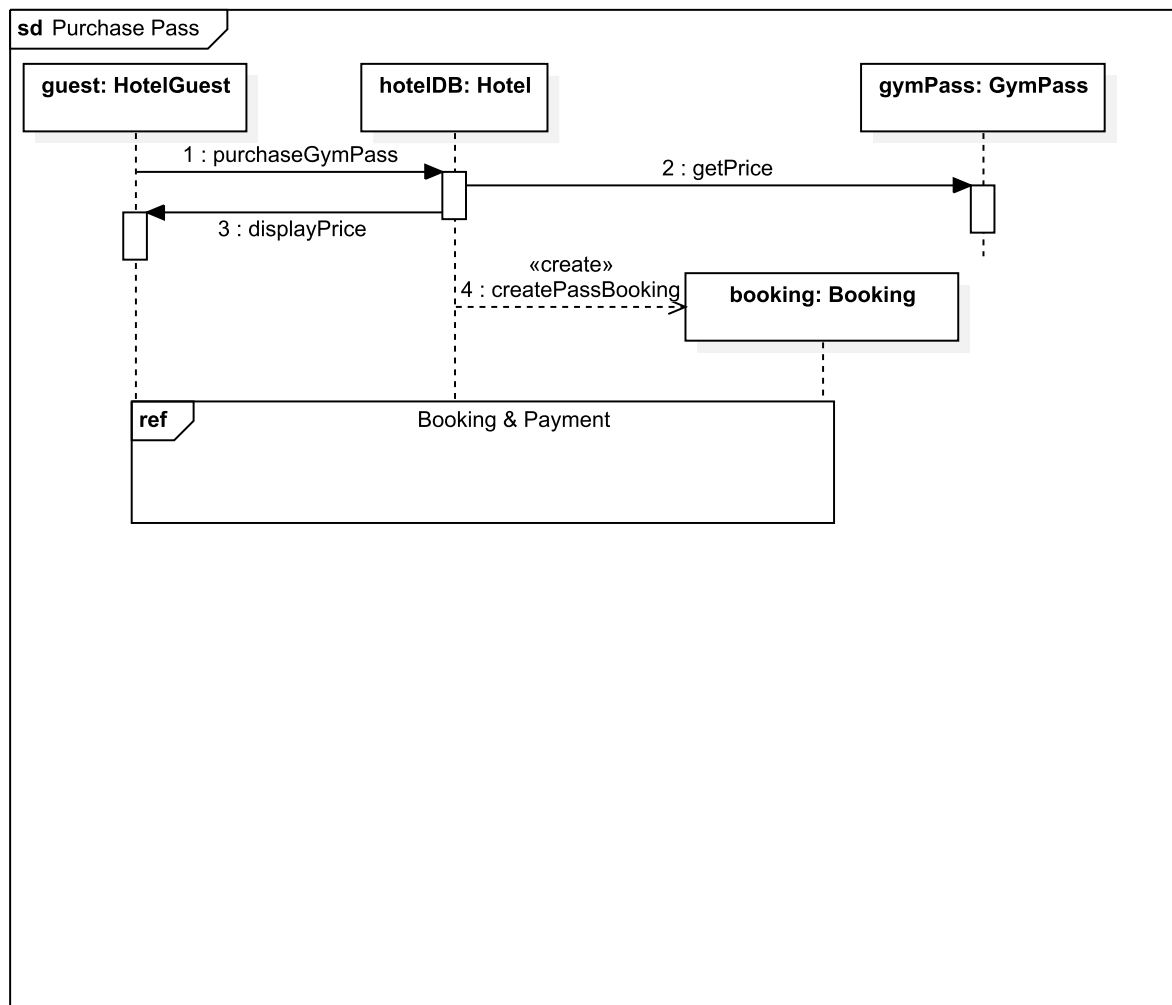 sd Purchase Pass
guest: HotelGuest
hotelDB: Hotel
gymPass: GymPass
1 : purchaseGymPass
2 : getPrice
3 : displayPrice
«create»
4 : createPassBooking
booking: Booking
ref
Booking & Payment